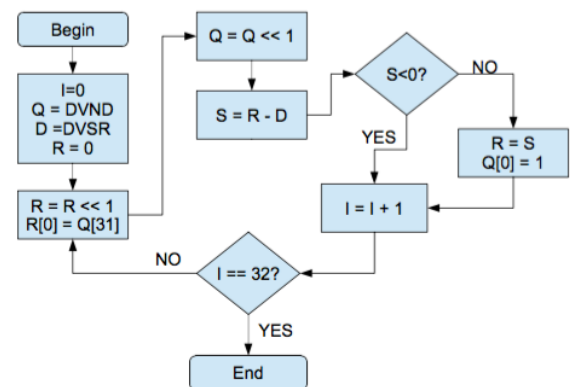 Begin
I=0
Q = DVND
D =DVSR
R = 0
R = R << 1
R[0] = Q[31]
Q = Q << 1
S = R - D
S<0?
NO
YES
R = S
Q[0] = 1
I = I + 1
I == 32?
NO
YES
End